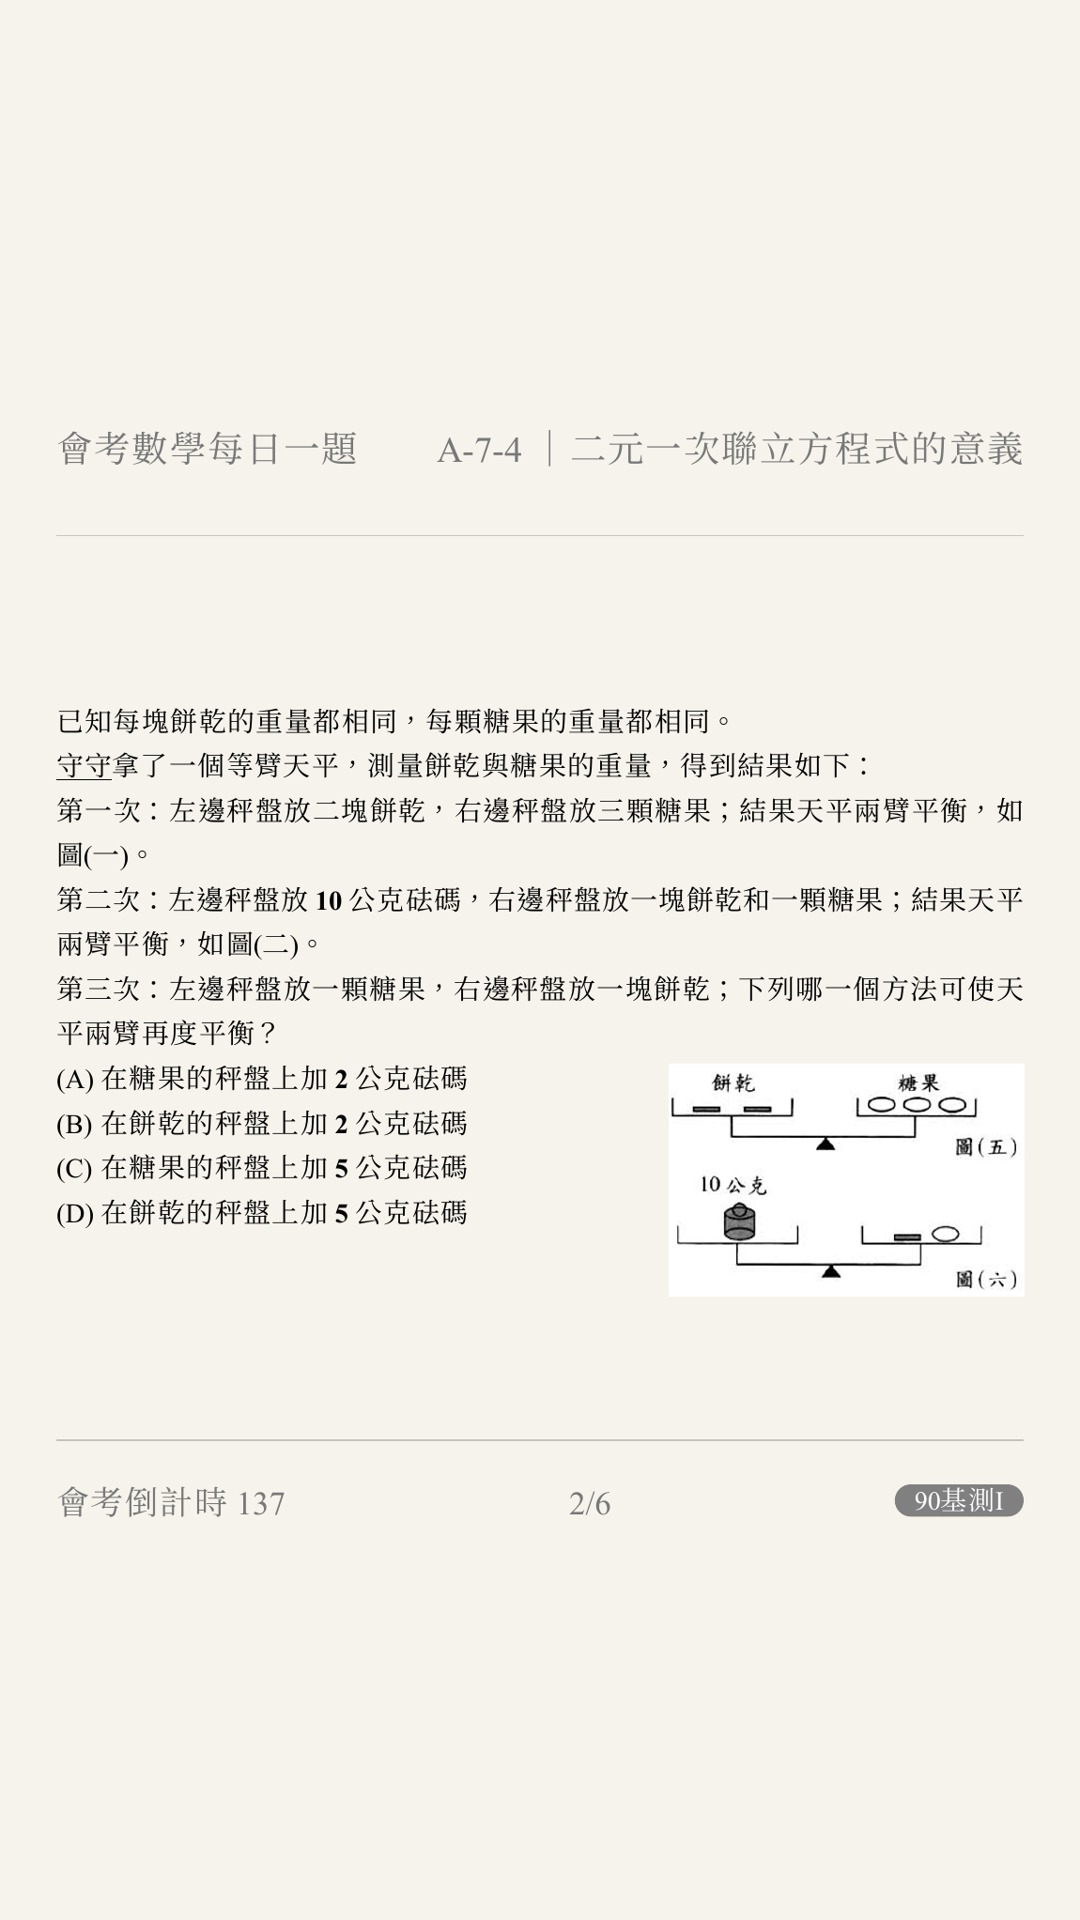 會考數學每日一題
A-7-4｜二元一次聯立方程式的意義
已知每塊餅乾的重量都相同，每顆糖果的重量都相同。
守守拿了一個等臂天平，測量餅乾與糖果的重量，得到結果如下：
第一次：左邊秤盤放二塊餅乾，右邊秤盤放三顆糖果；結果天平兩臂平衡，如
圖(一)。
第二次：左邊秤盤放 10 公克砝碼，右邊秤盤放一塊餅乾和一顆糖果；結果天平
兩臂平衡，如圖(二)。
第三次：左邊秤盤放一顆糖果，右邊秤盤放一塊餅乾；下列哪一個方法可使天
平兩臂再度平衡？
(A) 在糖果的秤盤上加 2 公克砝碼
(B) 在餅乾的秤盤上加 2 公克砝碼
(C) 在糖果的秤盤上加 5 公克砝碼
(D) 在餅乾的秤盤上加 5 公克砝碼
餅乾
糖果
圖(五)
10公克
圖(六)
會考倒計時 137
2/6
90基測I